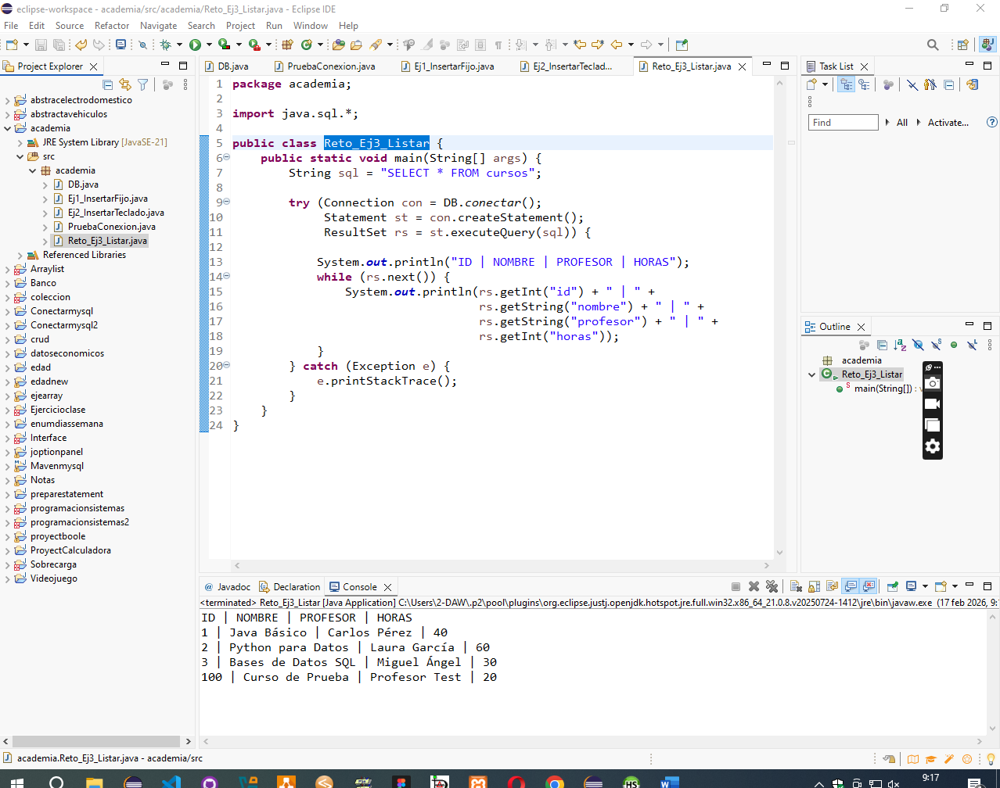 eclipse-workspace - academia/src/academia/Reto_Ej3_Listar.java - Eclipse IDE
File Edit Source Refactor Navigate Search Project Run Window Help
Project Explorer
abstracelectrodomestico
abstractavehiculos
academia
JRE System Library [JavaSE-21]
src
academia
DB.java
Ej1_InsertarFijo.java
Ej2_InsertarTeclado.java
PruebaConexion.java
Reto_Ej3_Listar.java
Referenced Libraries
Arraylist
Banco
coleccion
Conectarmysql
Conectarmysql2
crud
datoseconomicos
edad
edadnew
ejearray
Ejercicioclase
enumdiassemana
Interface
joptionpanel
Mavenmysql
Notas
preparestatement
programacionsistemas
programacionsistemas2
proyectboole
ProyectCalculadora
Sobrecarga
Videojuego
DB.java PruebaConexion.java Ej1_InsertarFijo.java Ej2_InsertarTeclad... Reto_Ej3_Listar.java
1 package academia;
2
3 import java.sql.*;
4
5 public class Reto_Ej3_Listar {
6 public static void main(String[] args) {
7 String sql = "SELECT * FROM cursos";
8
9 try (Connection con = DB.conectar();
10 Statement st = con.createStatement();
11 ResultSet rs = st.executeQuery(sql)) {
12
13 System.out.println("ID | NOMBRE | PROFESOR | HORAS");
14 while (rs.next()) {
15 System.out.println(rs.getInt("id") + " | " +
16 rs.getString("nombre") + " | " +
17 rs.getString("profesor") + " | " +
18 rs.getInt("horas"));
19 }
20 } catch (Exception e) {
21 e.printStackTrace();
22 }
23 }
24 }
Task List
Find All Activate...
Outline
academia
Reto_Ej3_Listar
main(String[]) :
@ Javadoc Declaration Console
<terminated> Reto_Ej3_Listar [Java Application] C:\Users\2-DAW\.p2\pool\plugins\org.eclipse.justj.openjdk.hotspot.jre.full.win32.x86_64_21.0.8.v20250724-1412\jre\bin\javaw.exe (17 feb 2026, 9:
ID | NOMBRE | PROFESOR | HORAS
1 | Java Básico | Carlos Pérez | 40
2 | Python para Datos | Laura García | 60
3 | Bases de Datos SQL | Miguel Ángel | 30
100 | Curso de Prueba | Profesor Test | 20
academia.Reto_Ej3_Listar.java - academia/src
9:17